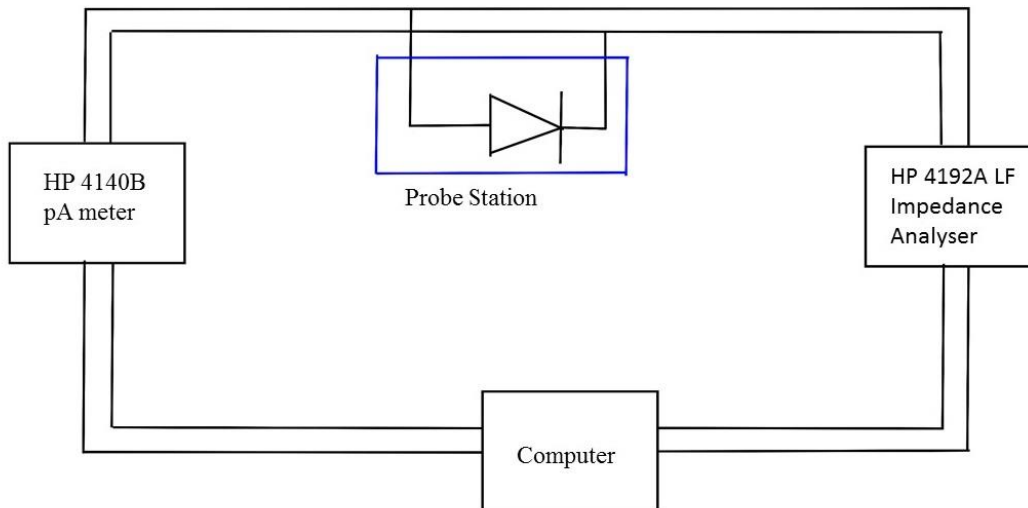 HP 4140B
pA meter
Probe Station
HP 4192A LF
Impedance
Analyser
Computer